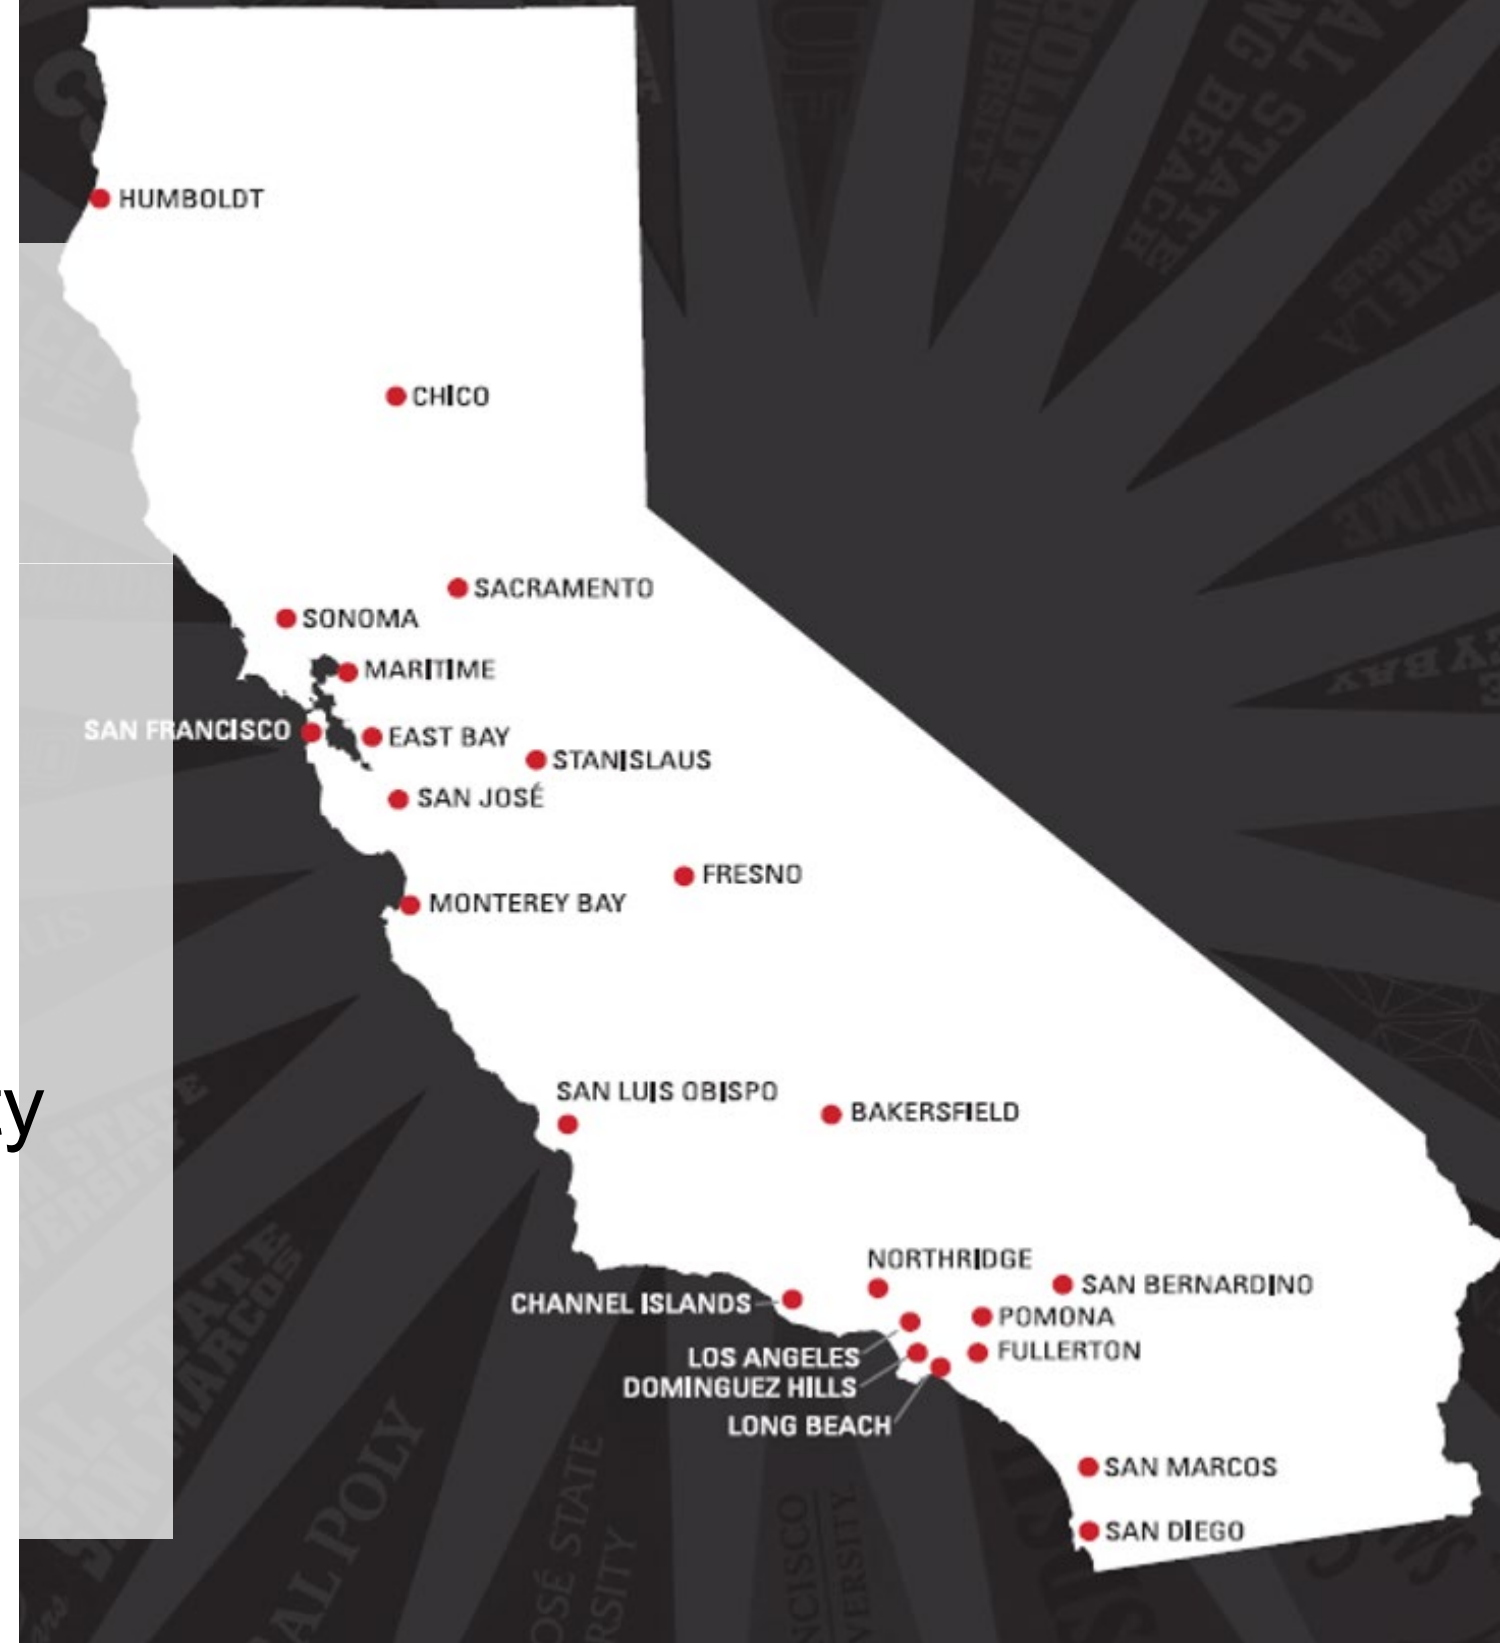 HUMBOLDT
CHICO
SACRAMENTO
SONOMA
MARITIME
SAN FRANCISCO
EAST BAY
STANISLAUS
SAN JOSÉ
FRESNO
MONTEREY BAY
SAN LUIS OBISPO
BAKERSFIELD
NORTHRIDGE
SAN BERNARDINO
CHANNEL ISLANDS
POMONA
LOS ANGELES
FULLERTON
DOMINGUEZ HILLS
LONG BEACH
SAN MARCOS
SAN DIEGO